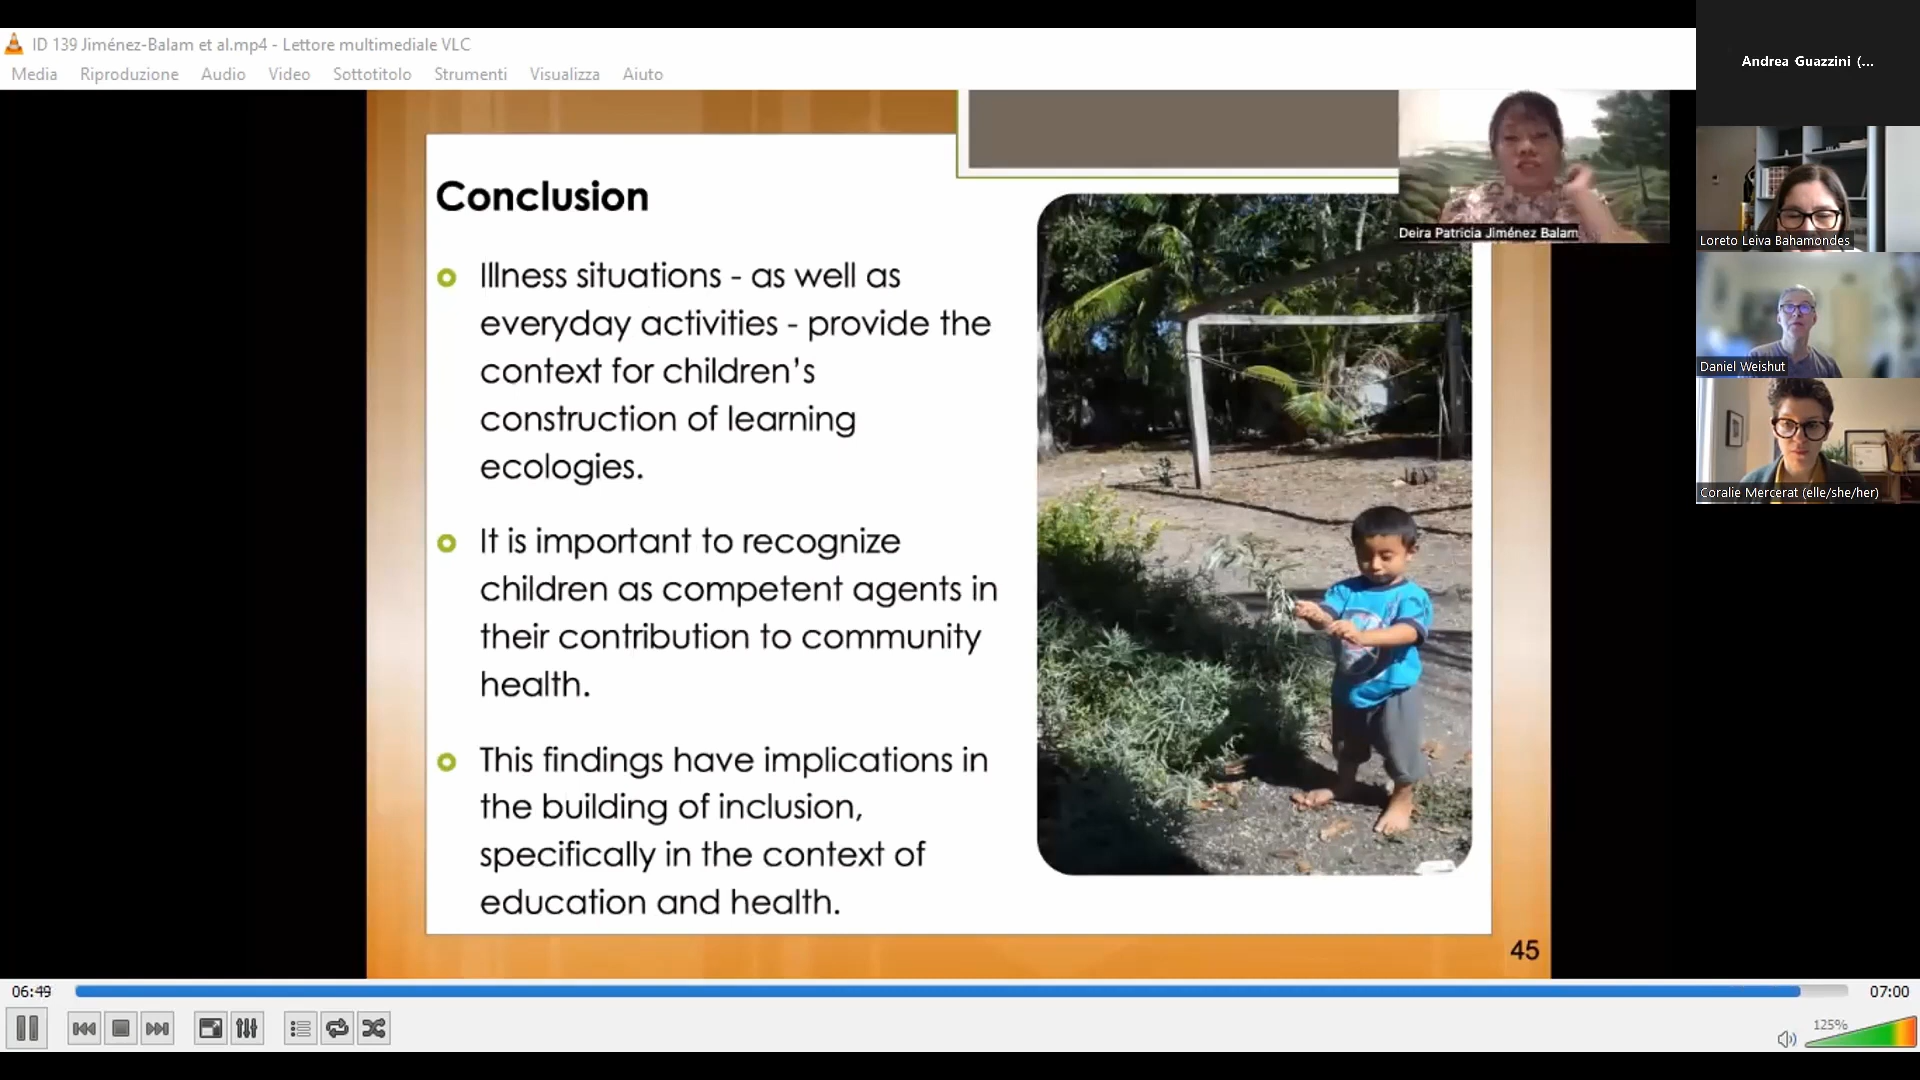 ID 139 Jiménez-Balam et al.mp4 - Lettore multimediale VLC
Media Riproduzione Audio Video Sottotitolo Strumenti Visualizza Aiuto
Andrea Guazzini (...
Deira Patricia Jiménez Balam
Loreto Leiva Bahamondes
Daniel Weishut
Coralie Mercerat (elle/she/her)
Conclusion
Illness situations - as well as
everyday activities - provide the
context for children’s
construction of learning
ecologies.
It is important to recognize
children as competent agents in
their contribution to community
health.
This findings have implications in
the building of inclusion,
specifically in the context of
education and health.
45
06:49
07:00
125%